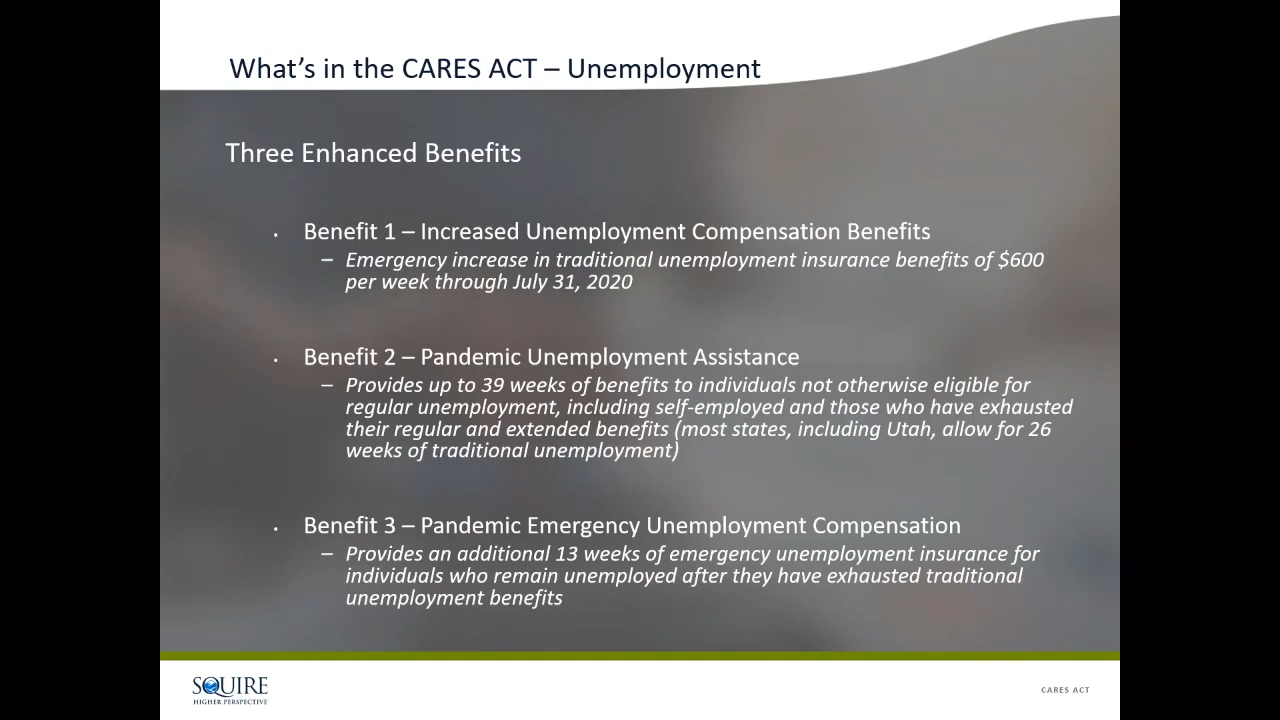 What’s in the CARES ACT – Unemployment
Three Enhanced Benefits
• Benefit 1 – Increased Unemployment Compensation Benefits
– Emergency increase in traditional unemployment insurance benefits of $600
per week through July 31, 2020
• Benefit 2 – Pandemic Unemployment Assistance
– Provides up to 39 weeks of benefits to individuals not otherwise eligible for
regular unemployment, including self-employed and those who have exhausted
their regular and extended benefits (most states, including Utah, allow for 26
weeks of traditional unemployment)
• Benefit 3 – Pandemic Emergency Unemployment Compensation
– Provides an additional 13 weeks of emergency unemployment insurance for
individuals who remain unemployed after they have exhausted traditional
unemployment benefits
SQUIRE
HIGHER PERSPECTIVE
CARES ACT